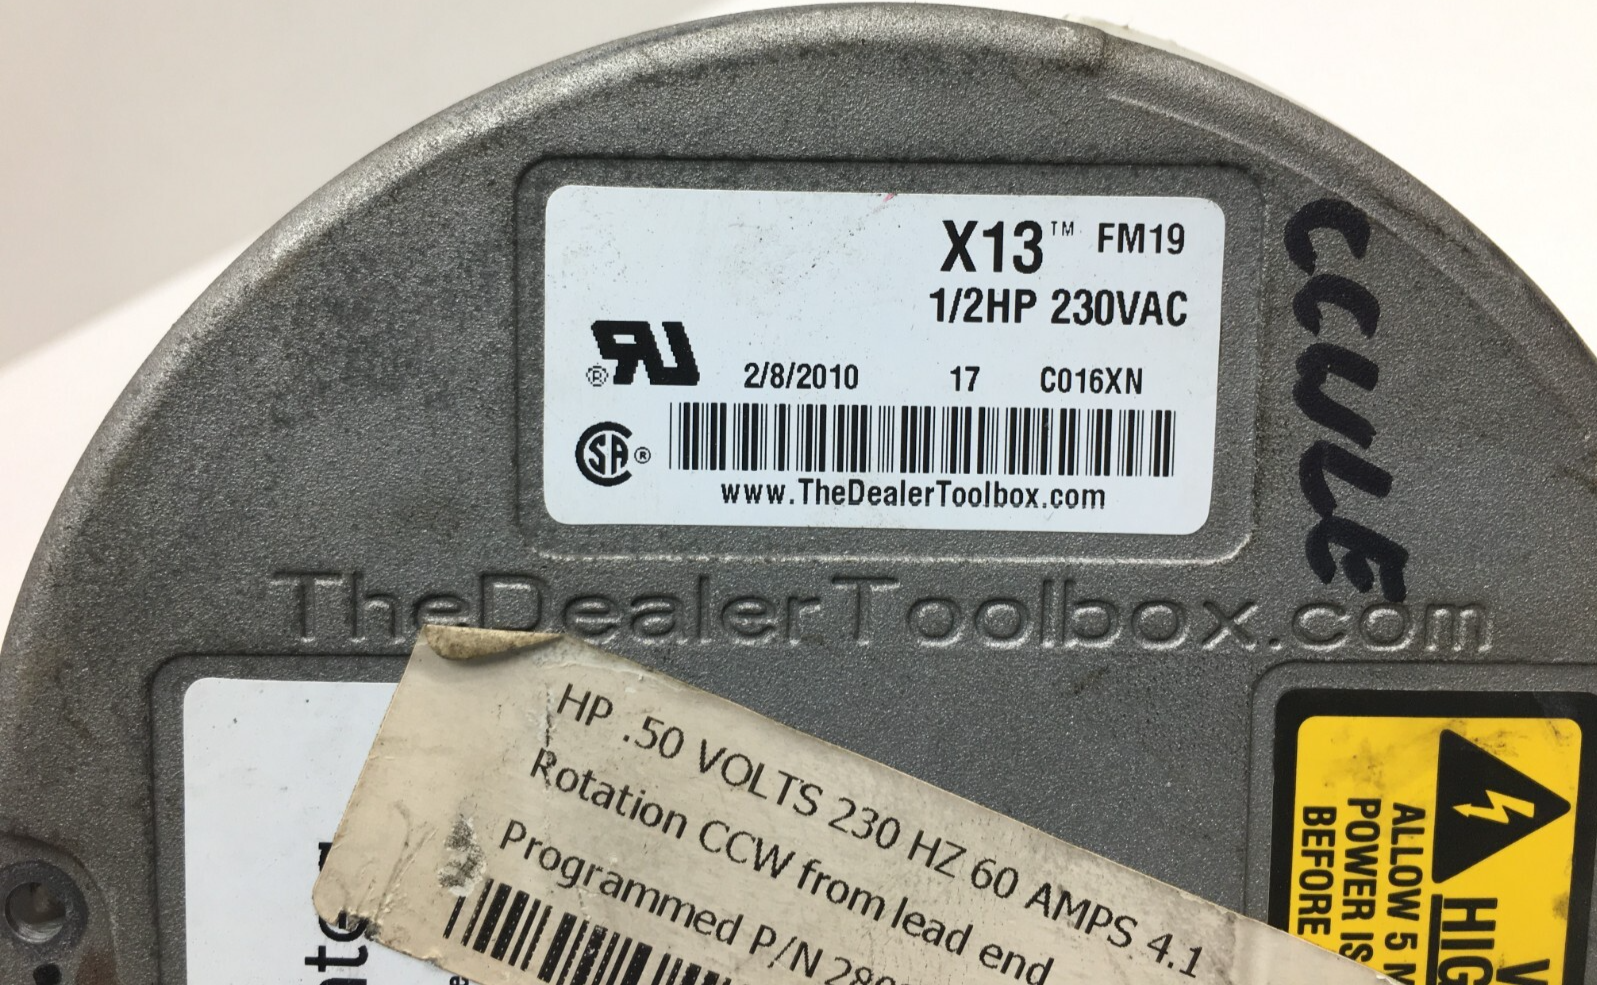 X13™ FM19
1/2HP 230VAC
2/8/2010 17 C016XN
www.TheDealerToolbox.com
CCWLE
TheDealerToolbox.com
HP .50 VOLTS 230 HZ 60 AMPS 4.1
Rotation CCW from lead end
Programmed P/N
ALLOW 5
POWER IS
BEFORE